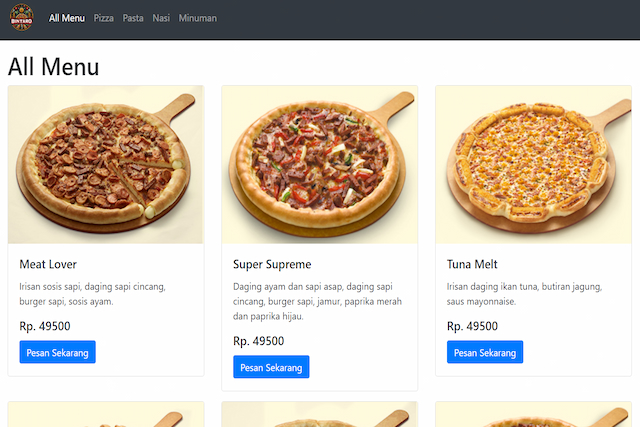 BINTARO
All Menu Pizza Pasta Nasi Minuman
All Menu
Meat Lover
Irisan sosis sapi, daging sapi cincang,
burger sapi, sosis ayam.
Rp. 49500
Pesan Sekarang
Super Supreme
Daging ayam dan sapi asap, daging sapi
cincang, burger sapi, jamur, paprika merah
dan paprika hijau.
Rp. 49500
Pesan Sekarang
Tuna Melt
Irisan daging ikan tuna, butiran jagung,
saus mayonnaise.
Rp. 49500
Pesan Sekarang